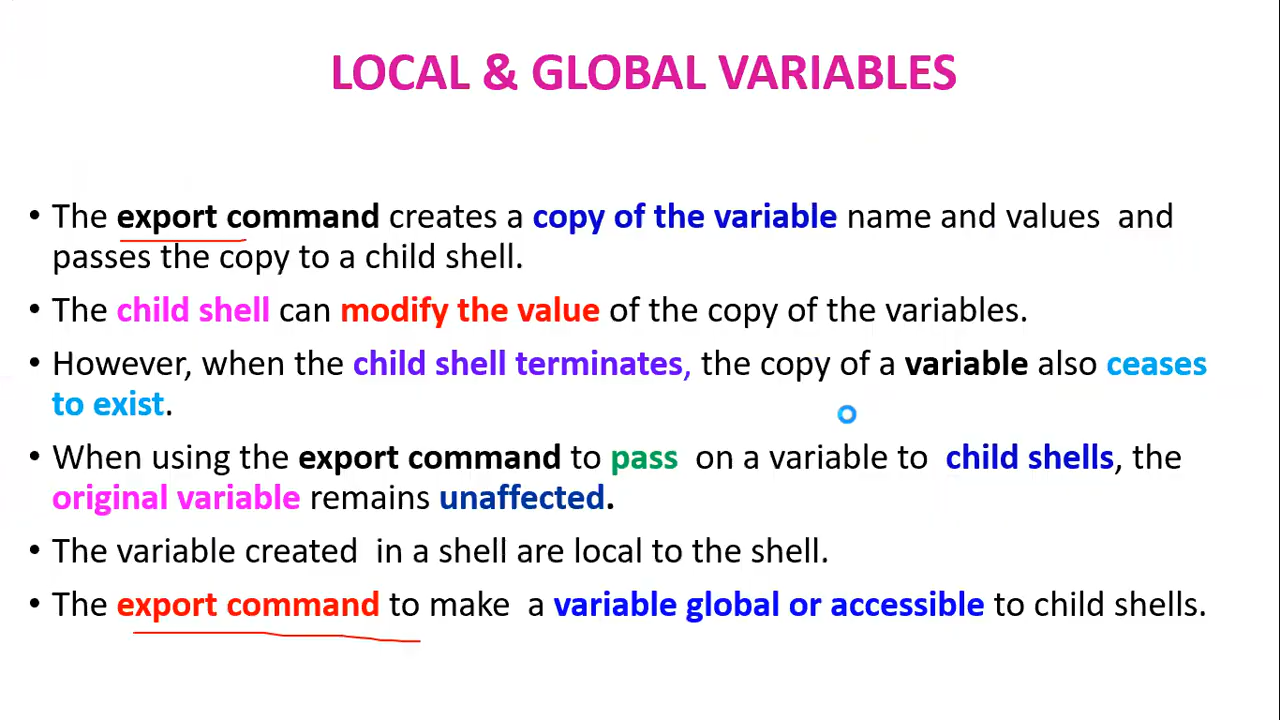 LOCAL & GLOBAL VARIABLES
• The export command creates a copy of the variable name and values and
passes the copy to a child shell.
• The child shell can modify the value of the copy of the variables.
• However, when the child shell terminates, the copy of a variable also ceases
to exist.
• When using the export command to pass on a variable to child shells, the
original variable remains unaffected.
• The variable created in a shell are local to the shell.
• The export command to make a variable global or accessible to child shells.